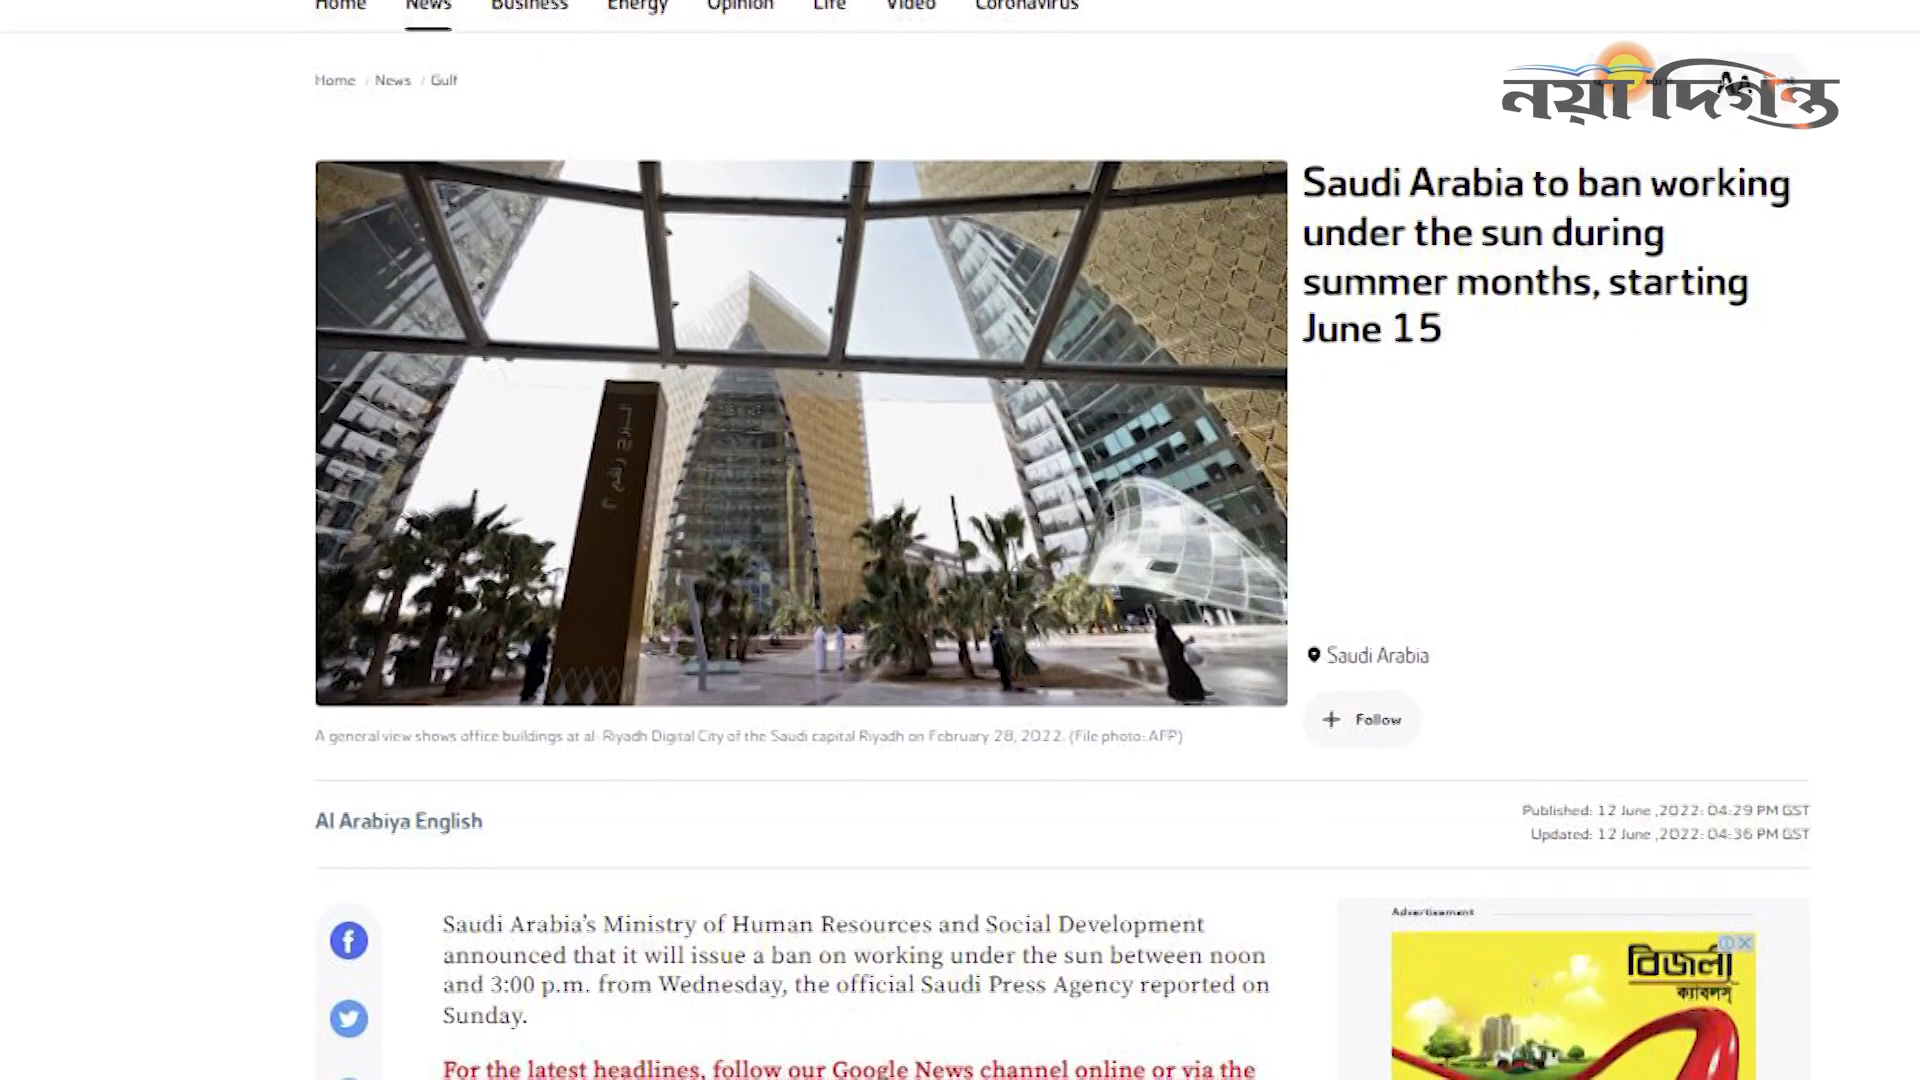 Home News Business Energy Opinion Life Video Coronavirus
Home / News / Gulf
নয়া দিগন্ত
AA
Saudi Arabia to ban working
under the sun during
summer months, starting
June 15
Saudi Arabia
+ Follow
A general view shows office buildings at al- Riyadh Digital City of the Saudi capital Riyadh on February 28, 2022. (File photo: AFP)
Al Arabiya English
Published: 12 June ,2022: 04:29 PM GST
Updated: 12 June ,2022: 04:36 PM GST
Saudi Arabia’s Ministry of Human Resources and Social Development
announced that it will issue a ban on working under the sun between noon
and 3:00 p.m. from Wednesday, the official Saudi Press Agency reported on
Sunday.
For the latest headlines, follow our Google News channel online or via the
Advertisement
বিজলী
ক্যাবলস্